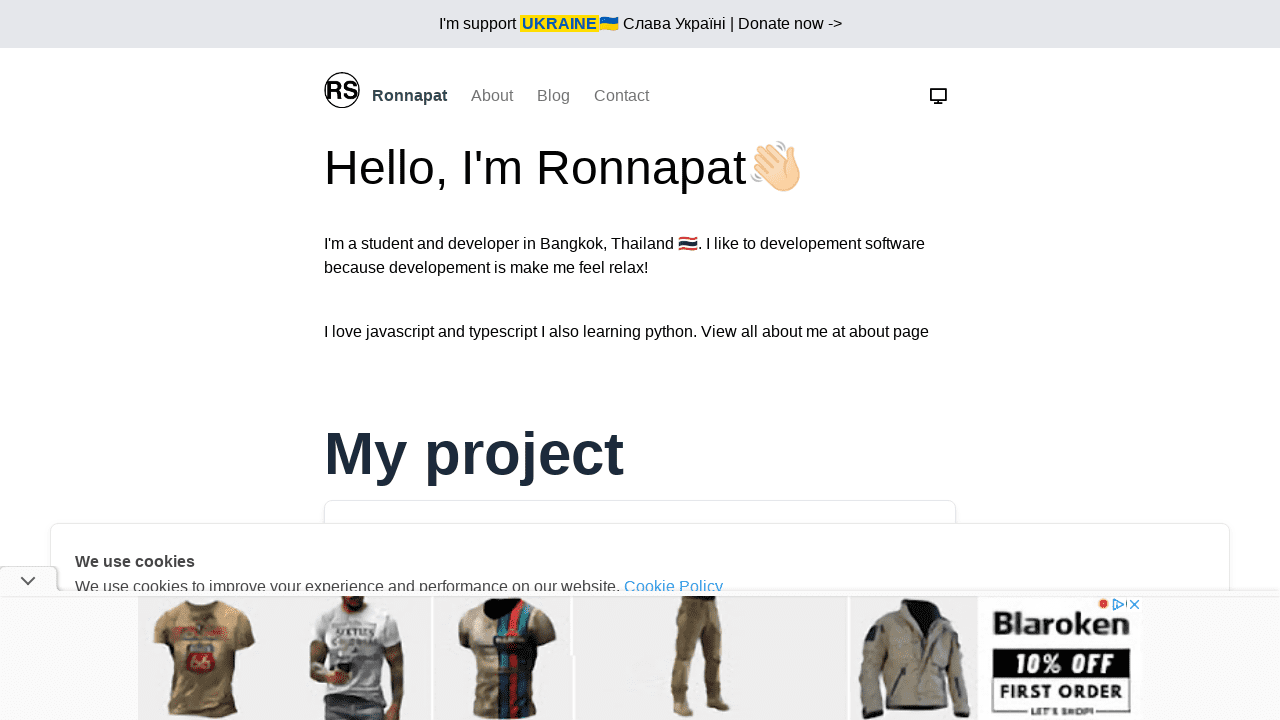 I'm support UKRAINE🇺🇦 Слава Україні | Donate now ->
RS Ronnapat About Blog Contact
Hello, I'm Ronnapat👋🏻
I'm a student and developer in Bangkok, Thailand 🇹🇭. I like to developement software
because developement is make me feel relax!
I love javascript and typescript I also learning python. View all about me at about page
My project
We use cookies
We use cookies to improve your experience and performance on our website. Cookie Policy
Blaroken
10% OFF
FIRST ORDER
LET'S SHOP!
66